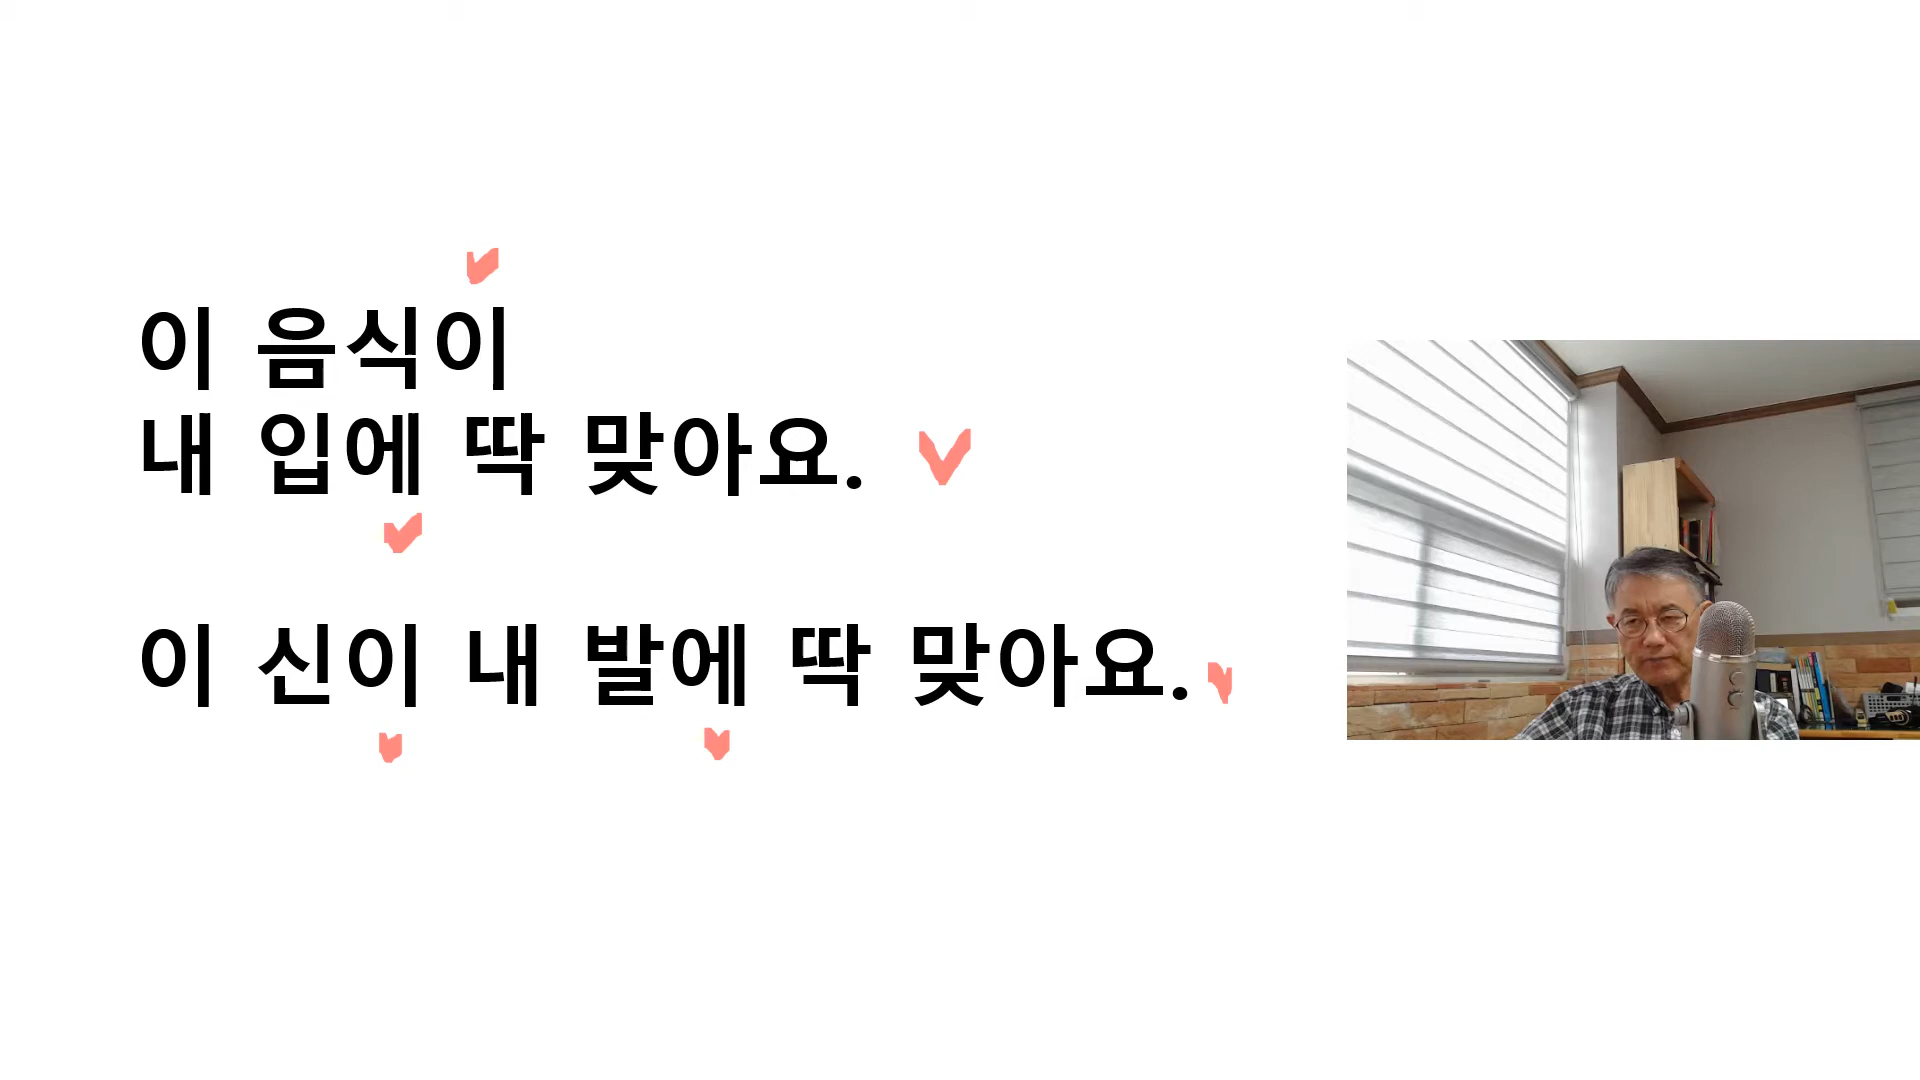 이 음식이
내 입에 딱 맞아요.
이 신이 내 발에 딱 맞아요.